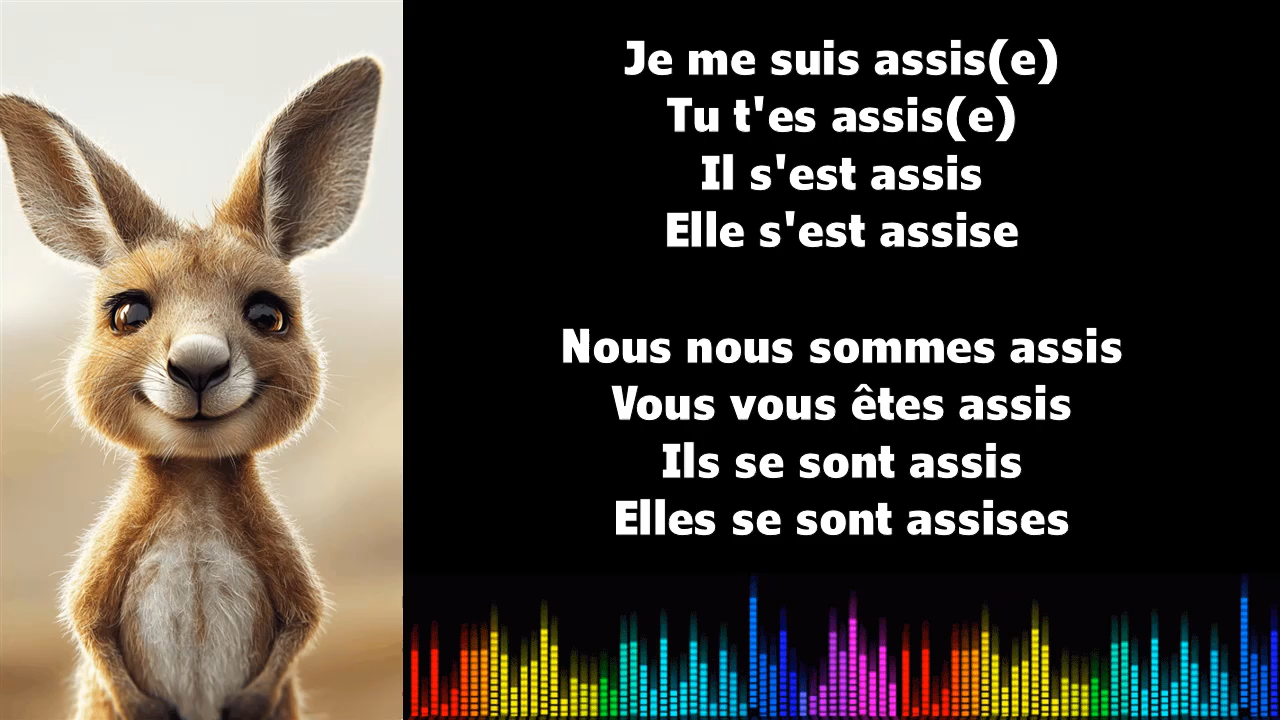 Je me suis assis(e)
Tu t'es assis(e)
Il s'est assis
Elle s'est assise
Nous nous sommes assis
Vous vous êtes assis
Ils se sont assis
Elles se sont assises